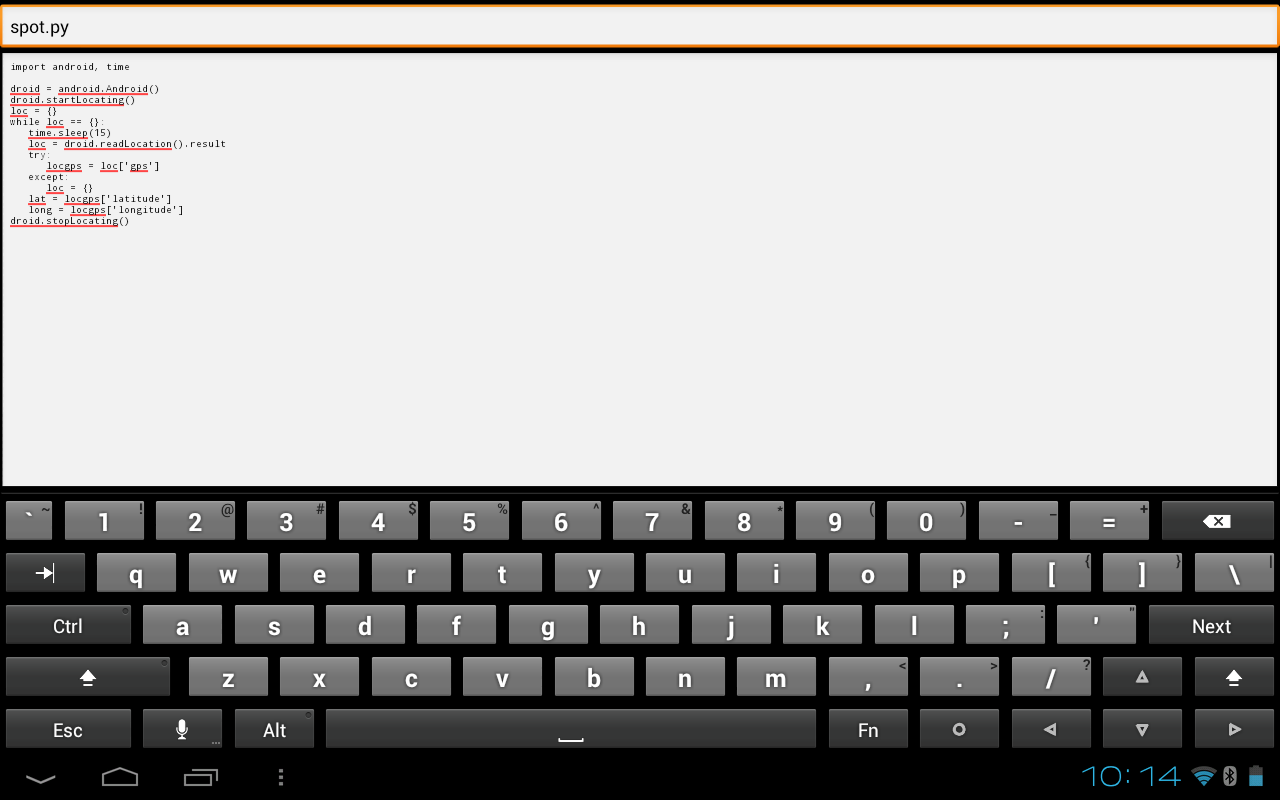 spot.py
import android, time
droid = android.Android()
droid.startLocating()
loc = {}
while loc == {}:
   time.sleep(15)
   loc = droid.readLocation().result
   try:
      locgps = loc['gps']
   except:
      loc = {}
   lat = locgps['latitude']
   long = locgps['longitude']
droid.stopLocating()
` ~ 1 ! 2 @ 3 # 4 $ 5 % 6 ^ 7 & 8 * 9 ( 0 ) - _ = +
q w e r t y u i o p [ { ] } \ |
Ctrl a s d f g h j k l ; : ' " Next
z x c v b n m , < . > / ?
Esc ... Alt Fn
10:14